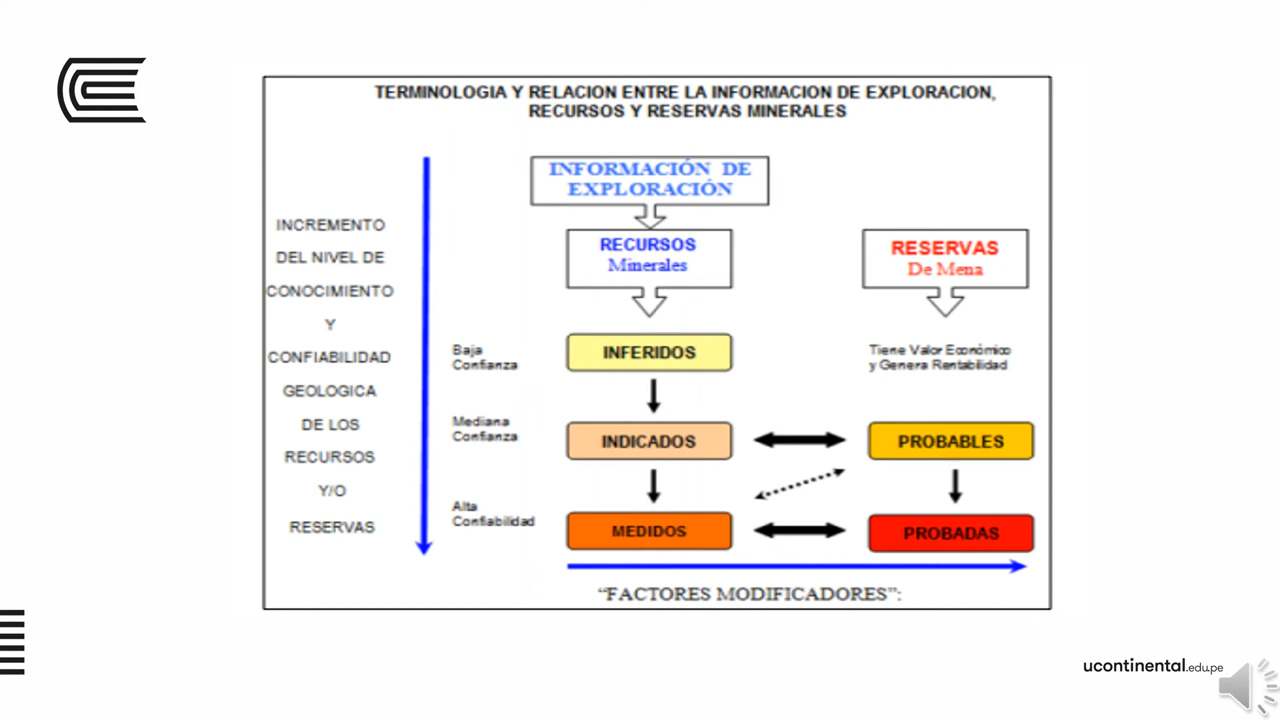 TERMINOLOGIA Y RELACION ENTRE LA INFORMACION DE EXPLORACION,
RECURSOS Y RESERVAS MINERALES
INFORMACIÓN DE
EXPLORACIÓN
INCREMENTO
DEL NIVEL DE
CONOCIMIENTO
Y
CONFIABILIDAD
GEOLOGICA
DE LOS
RECURSOS
Y/O
RESERVAS
RECURSOS
Minerales
RESERVAS
De Mena
Baja
Confianza
INFERIDOS
Tiene Valor Económico
y Genera Rentabilidad
Mediana
Confianza
INDICADOS
PROBABLES
Alta
Confiabilidad
MEDIDOS
PROBADAS
“FACTORES MODIFICADORES”:
ucontinental.edu.pe